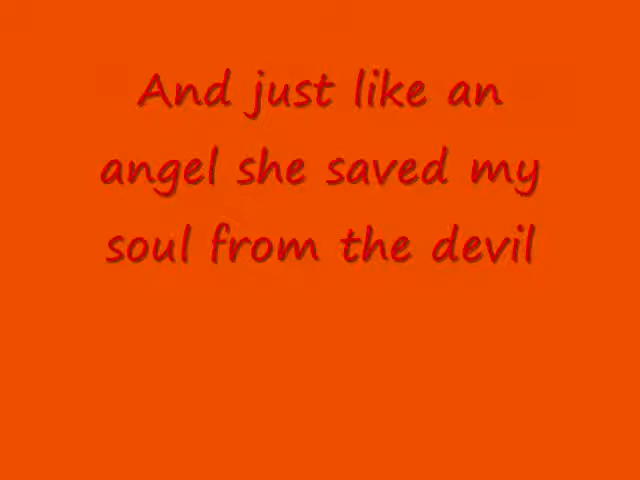 And just like an
angel she saved my
soul from the devil